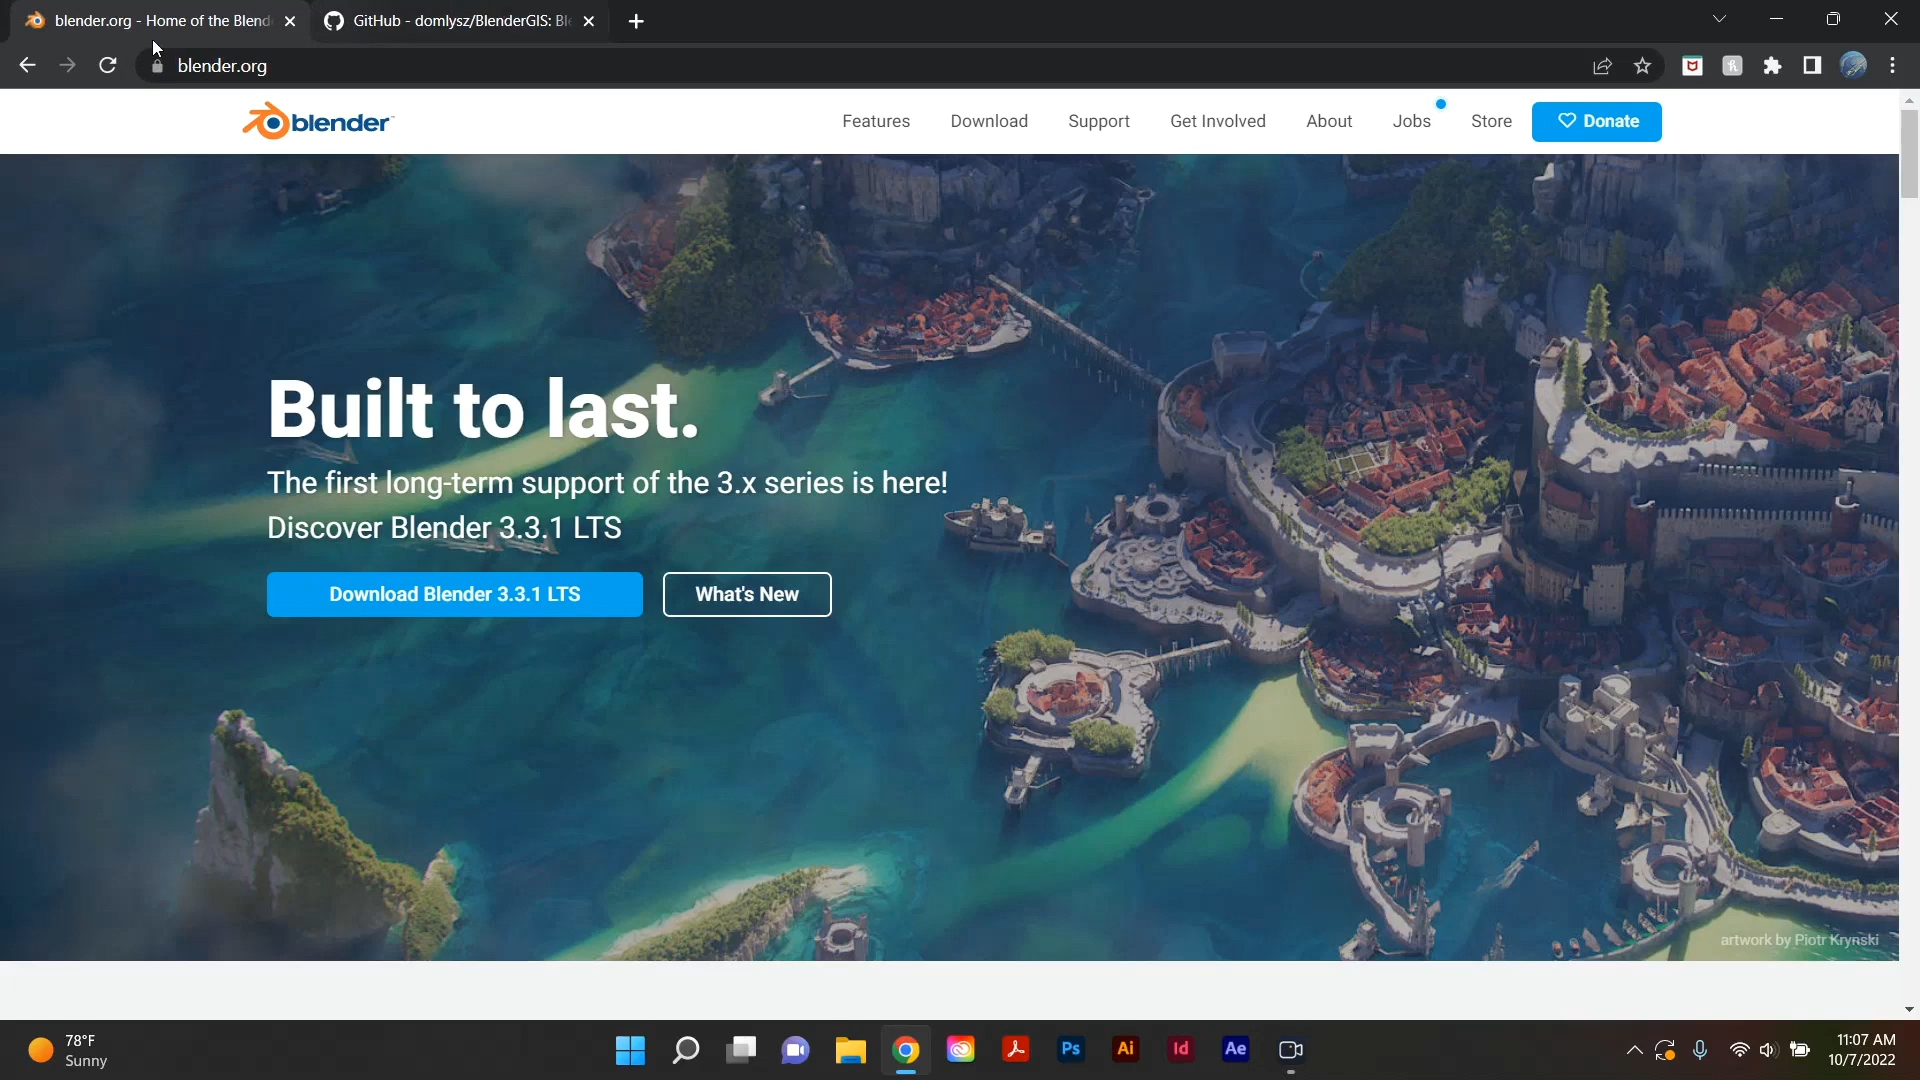 blender.org - Home of the Blend
GitHub - domlysz/BlenderGIS: Ble
blender.org
blender
Features
Download
Support
Get Involved
About
Jobs
Store
Donate
Built to last.
The first long-term support of the 3.x series is here!
Discover Blender 3.3.1 LTS
Download Blender 3.3.1 LTS
What's New
artwork by Piotr Krynski
78°F
Sunny
Ps
Ai
Id
Ae
11:07 AM
10/7/2022